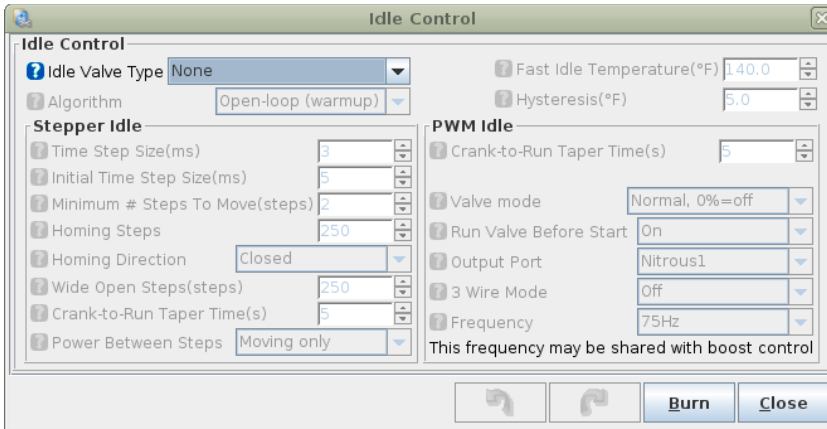 Idle Control
Idle Control
Idle Valve Type None
Fast Idle Temperature(°F) 140.0
Algorithm Open-loop (warmup)
Hysteresis(°F) 5.0
Stepper Idle
Time Step Size(ms) 3
Initial Time Step Size(ms) 5
Minimum # Steps To Move(steps) 2
Homing Steps 250
Homing Direction Closed
Wide Open Steps(steps) 250
Crank-to-Run Taper Time(s) 5
Power Between Steps Moving only
PWM Idle
Crank-to-Run Taper Time(s) 5
Valve mode Normal, 0%=off
Run Valve Before Start On
Output Port Nitrous1
3 Wire Mode Off
Frequency 75Hz
This frequency may be shared with boost control
Burn Close